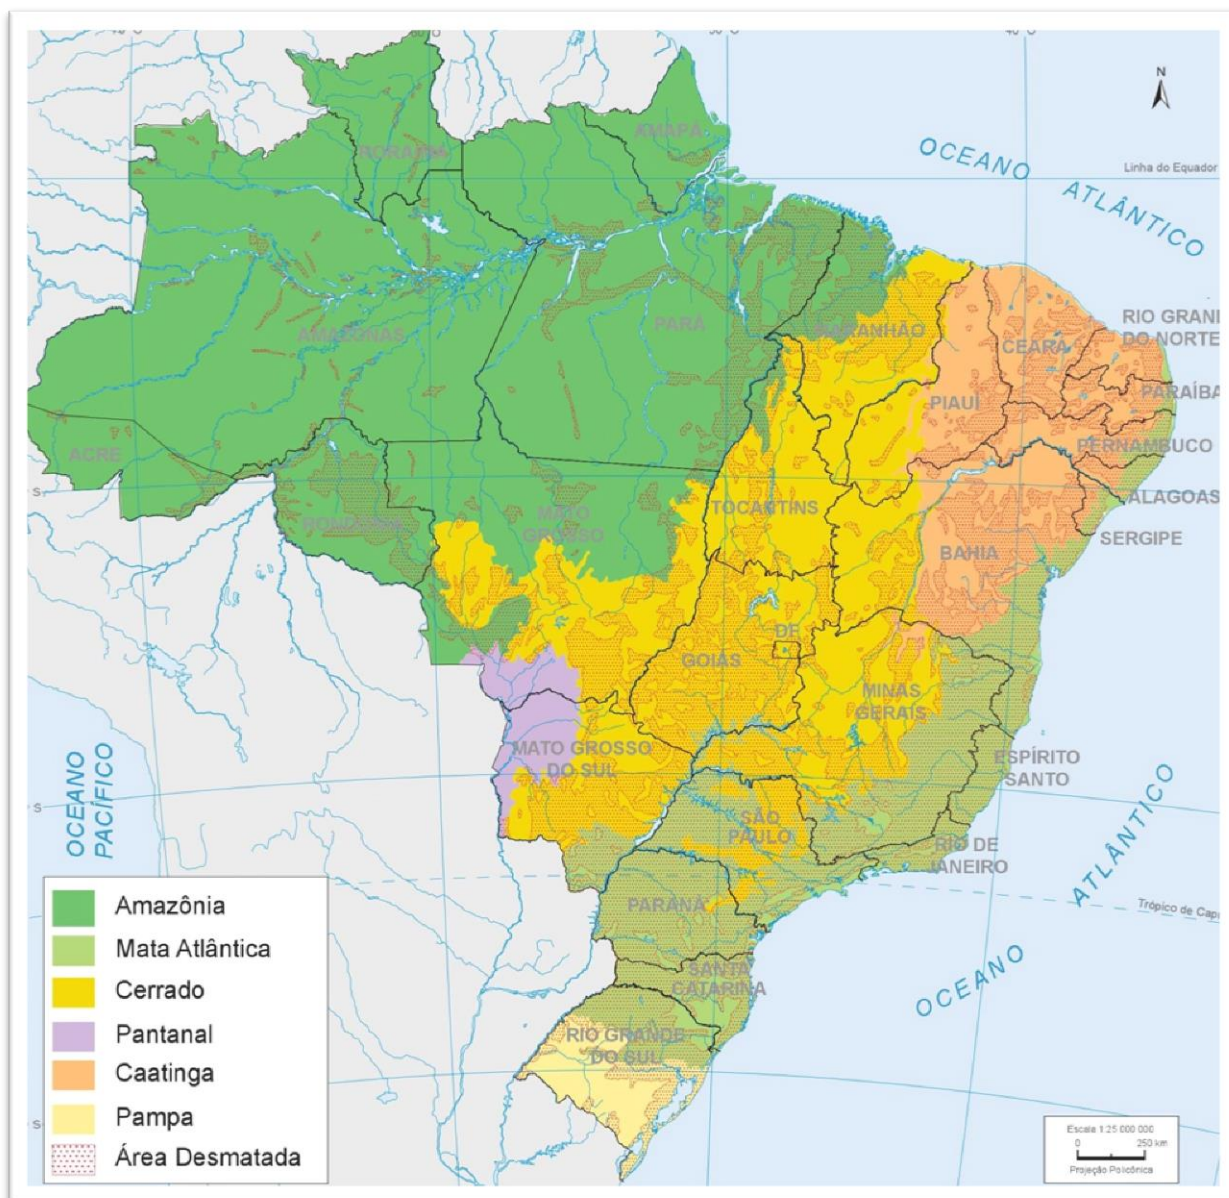 40° O
N
OCEANO ATLÂNTICO
Linha do Equador
RORAIMA
AMAPÁ
AMAZONAS
PARÁ
MARANHÃO
CEARÁ
RIO GRAN
DO NORTE
PIAUÍ
PARAÍBA
PERNAMBUCO
ACRE
ALAGOAS
SERGIPE
RONDÔNIA
MATO
GROSSO
TOCANTINS
BAHIA
DF
GOIÁS
MINAS
GERAIS
MATO GROSSO
DO SUL
ESPÍRITO
SANTO
OCEANO
PACÍFICO
SÃO
PAULO
RIO DE
JANEIRO
OCEANO ATLÂNTICO
PARANÁ
Trópico de Capr
SANTA
CATARINA
RIO GRANDE
DO SUL
Amazônia
Mata Atlântica
Cerrado
Pantanal
Caatinga
Pampa
Área Desmatada
Escala 1:25 000 000
0 250 km
Projeção Policônica